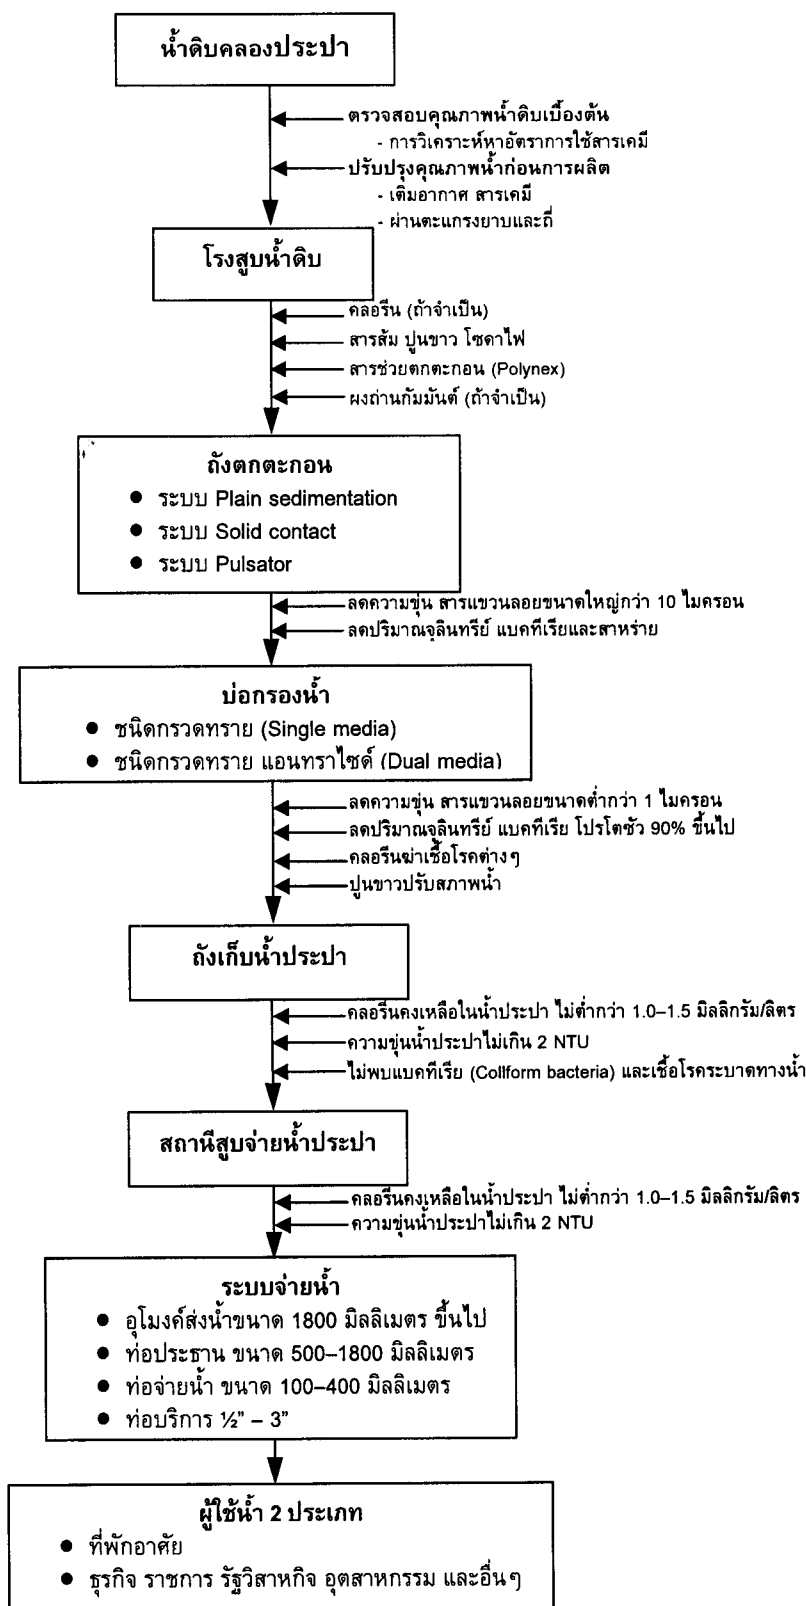 น้ำดิบคลองประปา
ตรวจสอบคุณภาพน้ำดิบเบื้องต้น
- การวิเคราะห์หาอัตราการใช้สารเคมี
ปรับปรุงคุณภาพน้ำก่อนการผลิต
- เติมอากาศ สารเคมี
- ผ่านตะแกรงยาบและถี่
โรงสูบน้ำดิบ
คลอรีน (ถ้าจำเป็น)
สารส้ม ปูนขาว โซดาไฟ
สารช่วยตกตะกอน (Polynex)
ผงถ่านกัมมันต์ (ถ้าจำเป็น)
ถังตกตะกอน
● ระบบ Plain sedimentation
● ระบบ Solid contact
● ระบบ Pulsator
ลดความขุ่น สารแขวนลอยขนาดใหญ่กว่า 10 ไมครอน
ลดปริมาณจุลินทรีย์ แบคทีเรียและสาหร่าย
บ่อกรองน้ำ
● ชนิดกรวดทราย (Single media)
● ชนิดกรวดทราย แอนทราไซด์ (Dual media)
ลดความขุ่น สารแขวนลอยขนาดต่ำกว่า 1 ไมครอน
ลดปริมาณจุลินทรีย์ แบคทีเรีย โปรโตซัว 90% ขึ้นไป
คลอรีนฆ่าเชื้อโรคต่างๆ
ปูนขาวปรับสภาพน้ำ
ถังเก็บน้ำประปา
คลอรีนคงเหลือในน้ำประปา ไม่ต่ำกว่า 1.0–1.5 มิลลิกรัม/ลิตร
ความขุ่นน้ำประปาไม่เกิน 2 NTU
ไม่พบแบคทีเรีย (Collform bacteria) และเชื้อโรคระบาดทางน้ำ
สถานีสูบจ่ายน้ำประปา
คลอรีนคงเหลือในน้ำประปา ไม่ต่ำกว่า 1.0–1.5 มิลลิกรัม/ลิตร
ความขุ่นน้ำประปาไม่เกิน 2 NTU
ระบบจ่ายน้ำ
● อุโมงค์ส่งน้ำขนาด 1800 มิลลิเมตร ขึ้นไป
● ท่อประธาน ขนาด 500–1800 มิลลิเมตร
● ท่อจ่ายน้ำ ขนาด 100–400 มิลลิเมตร
● ท่อบริการ ½” – 3”
ผู้ใช้น้ำ 2 ประเภท
● ที่พักอาศัย
● ธุรกิจ ราชการ รัฐวิสาหกิจ อุตสาหกรรม และอื่นๆ